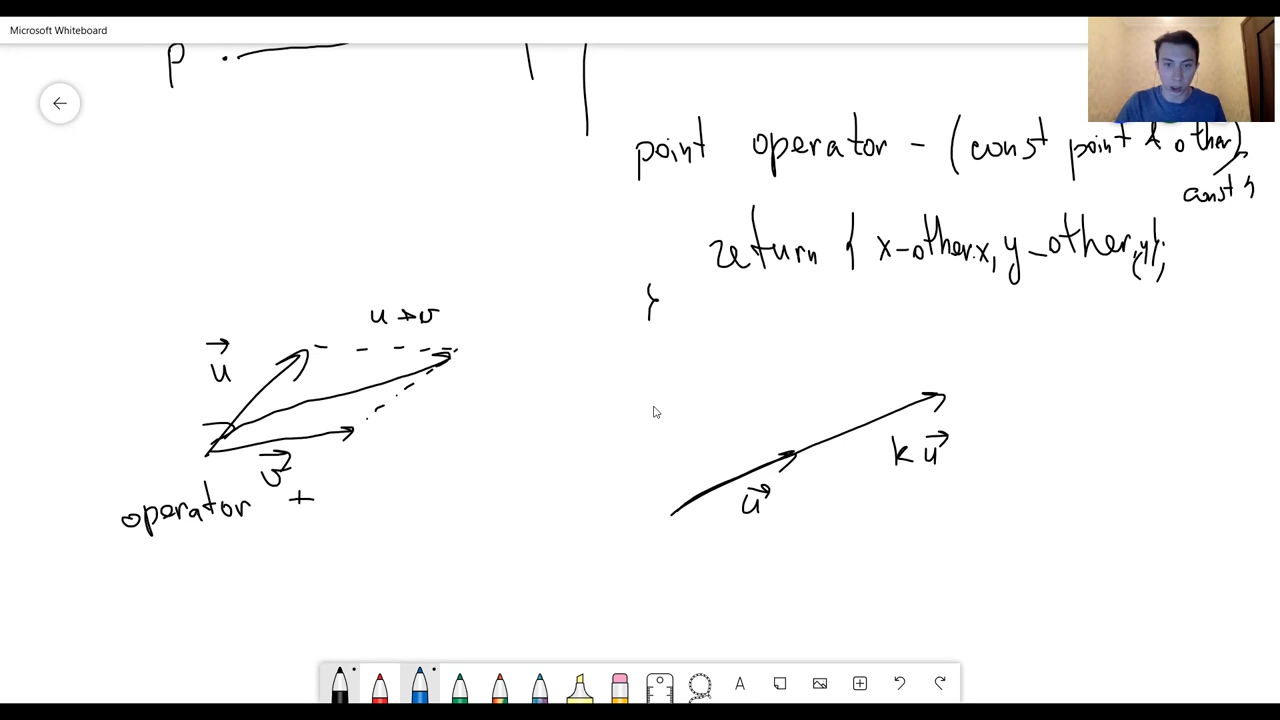 Microsoft Whiteboard
p
point operator - (const point & other)
const {
return { x-other.x, y-other.y};
}
u+v
u
v
operator +
u
k u
A